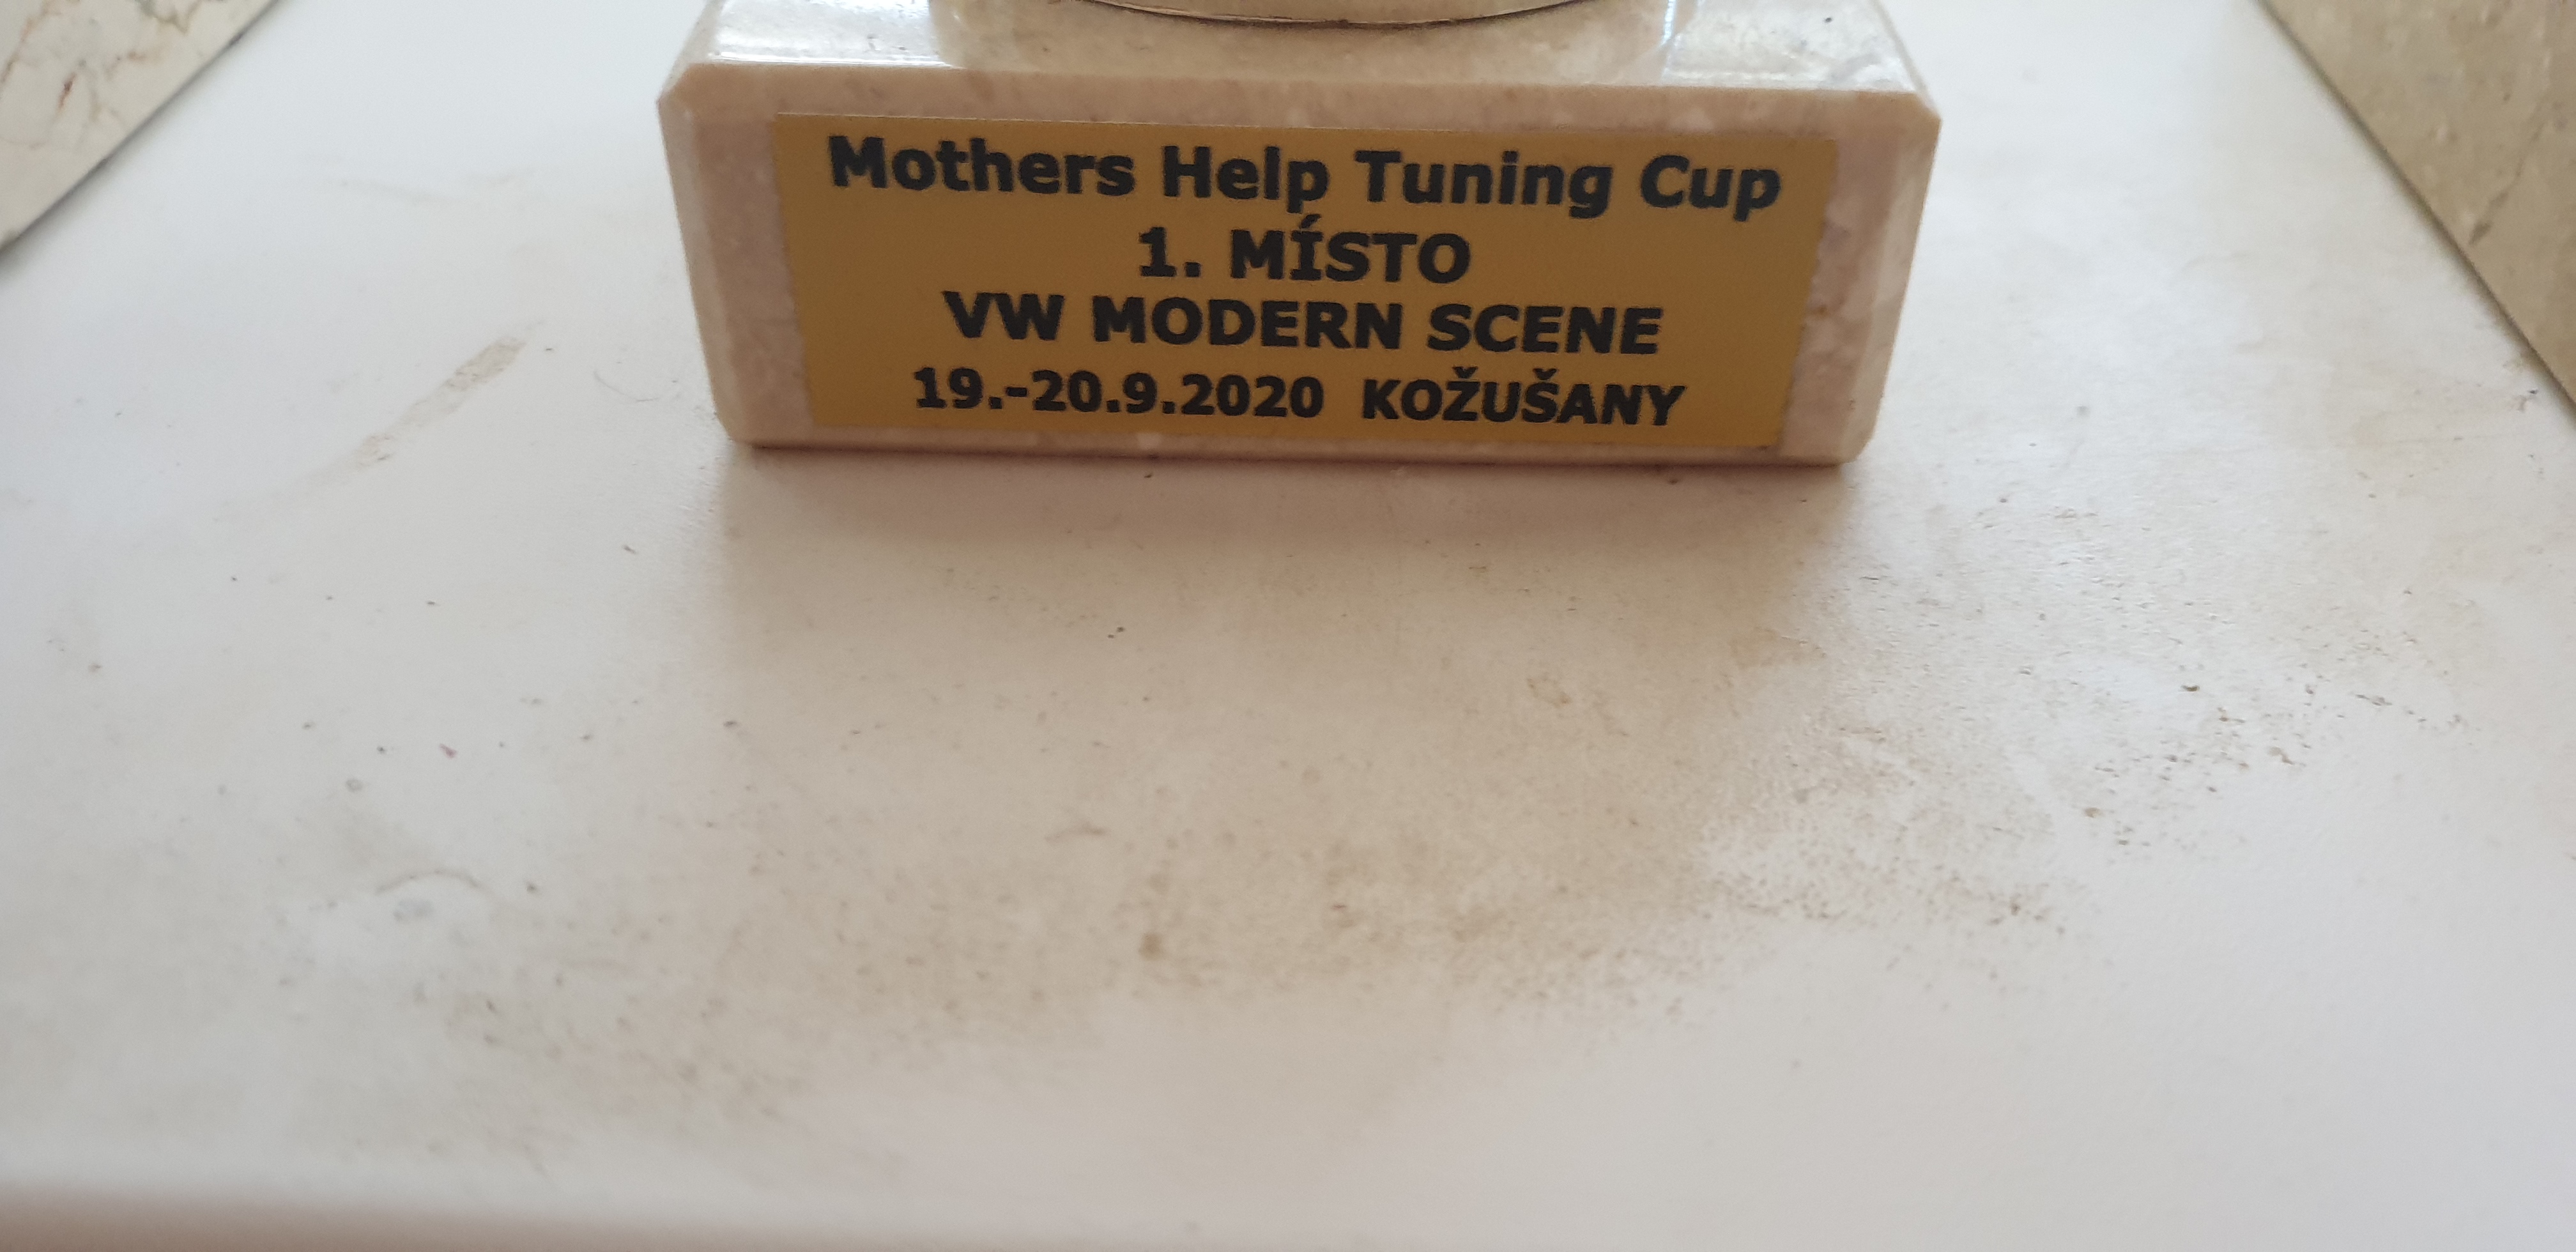 Mothers Help Tuning Cup
1. MÍSTO
VW MODERN SCENE
19.-20.9.2020 KOŽUŠANY